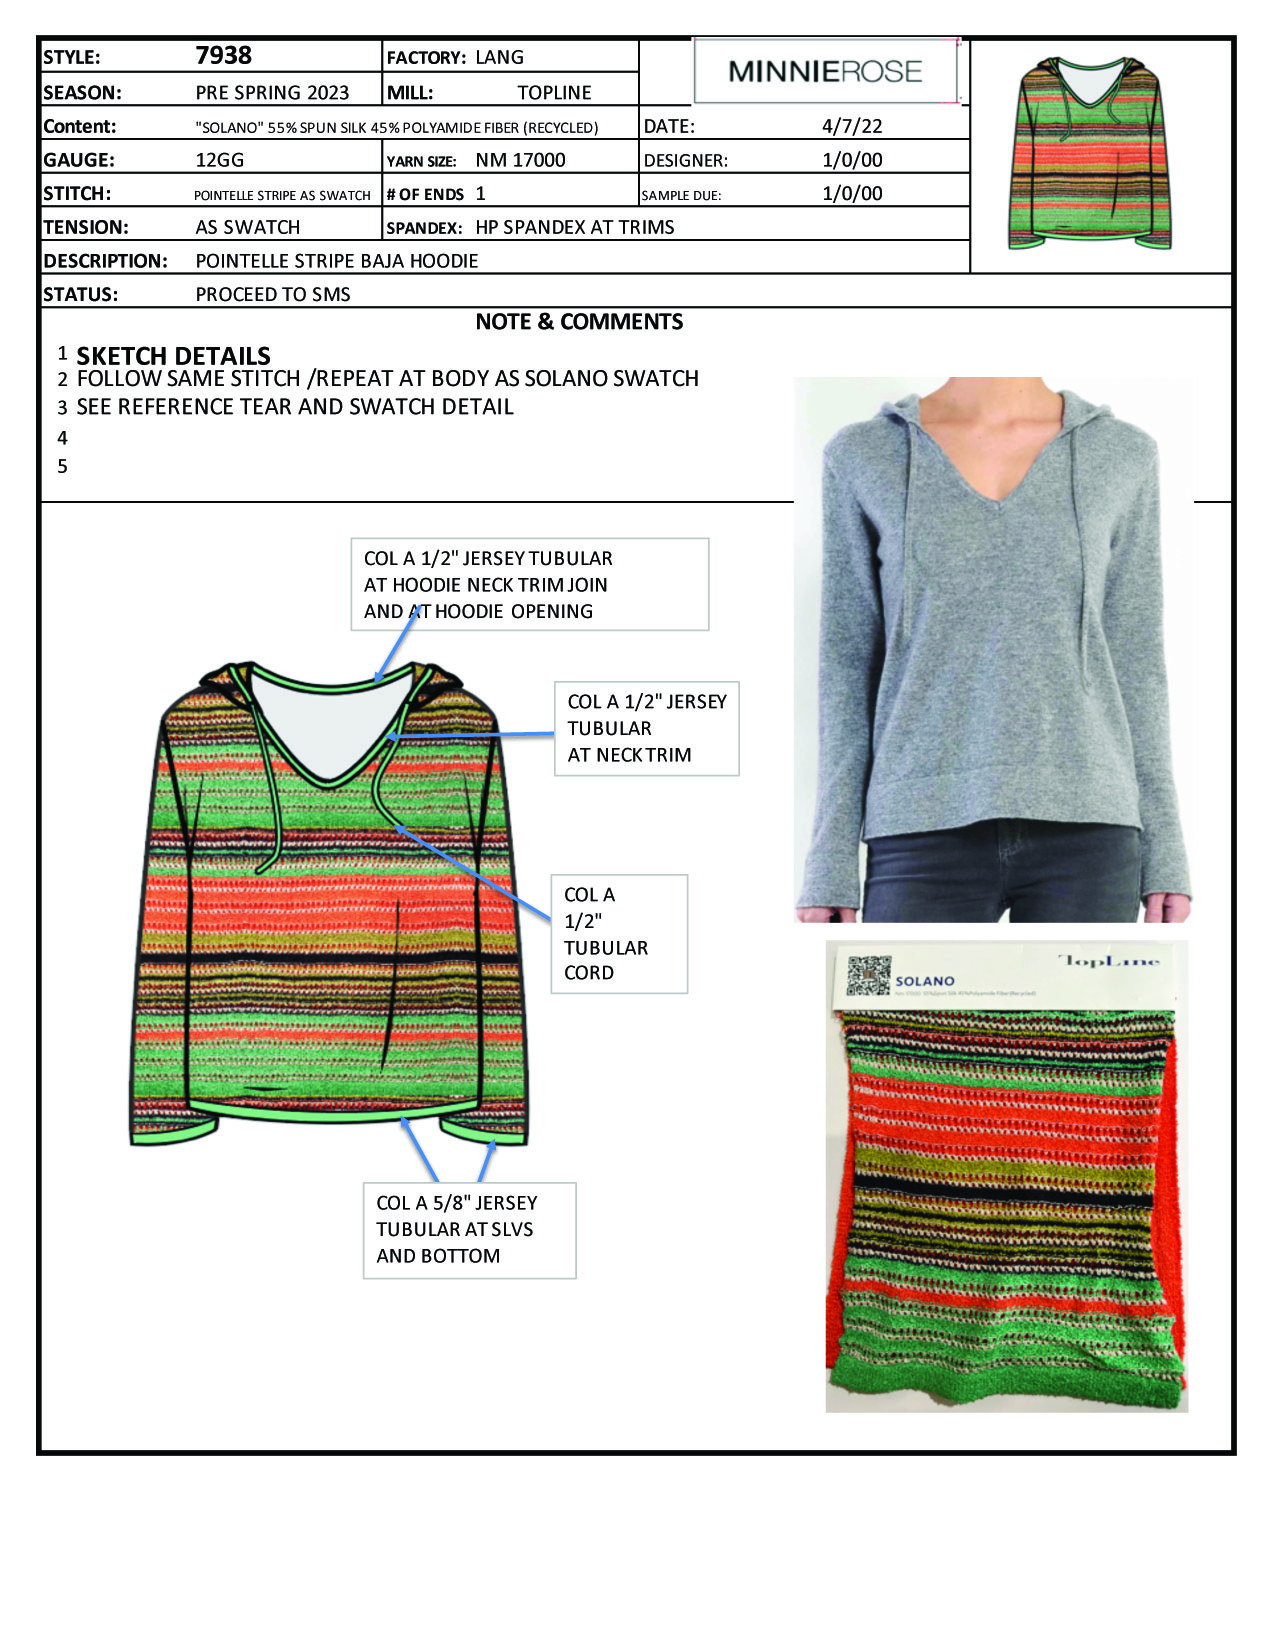 STYLE: 7938 FACTORY: LANG
MINNIEROSE
SEASON: PRE SPRING 2023 MILL: TOPLINE
Content: "SOLANO" 55% SPUN SILK 45% POLYAMIDE FIBER (RECYCLED) DATE: 4/7/22
GAUGE: 12GG YARN SIZE: NM 17000 DESIGNER: 1/0/00
STITCH: POINTELLE STRIPE AS SWATCH # OF ENDS 1 SAMPLE DUE: 1/0/00
TENSION: AS SWATCH SPANDEX: HP SPANDEX AT TRIMS
DESCRIPTION: POINTELLE STRIPE BAJA HOODIE
STATUS: PROCEED TO SMS
NOTE & COMMENTS
1 SKETCH DETAILS
2 FOLLOW SAME STITCH /REPEAT AT BODY AS SOLANO SWATCH
3 SEE REFERENCE TEAR AND SWATCH DETAIL
4
5
COL A 1/2" JERSEY TUBULAR
AT HOODIE NECK TRIM JOIN
AND AT HOODIE OPENING
COL A 1/2" JERSEY
TUBULAR
AT NECK TRIM
COL A
1/2"
TUBULAR
CORD
TopLine
SOLANO
COL A 5/8" JERSEY
TUBULAR AT SLVS
AND BOTTOM